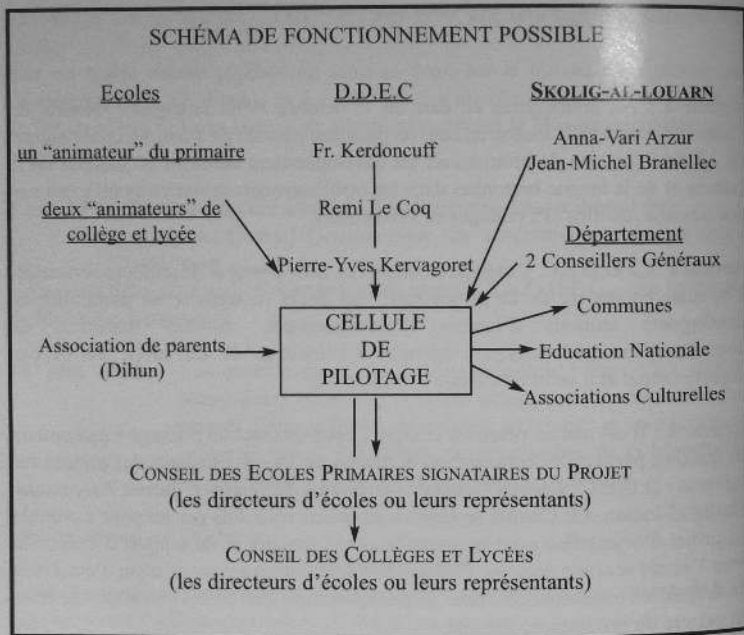 SCHÉMA DE FONCTIONNEMENT POSSIBLE
Ecoles
D.D.E.C
SKOLIG-AL-LOUARN
un "animateur" du primaire
Fr. Kerdoncuff
Anna-Vari Arzur
Jean-Michel Branellec
deux "animateurs" de
collège et lycée
Remi Le Coq
Département
2 Conseillers Généraux
Pierre-Yves Kervagoret
Association de parents
(Dihun)
CELLULE
DE
PILOTAGE
Communes
Education Nationale
Associations Culturelles
CONSEIL DES ECOLES PRIMAIRES SIGNATAIRES DU PROJET
(les directeurs d'écoles ou leurs représentants)
CONSEIL DES COLLÈGES ET LYCÉES
(les directeurs d'écoles ou leurs représentants)